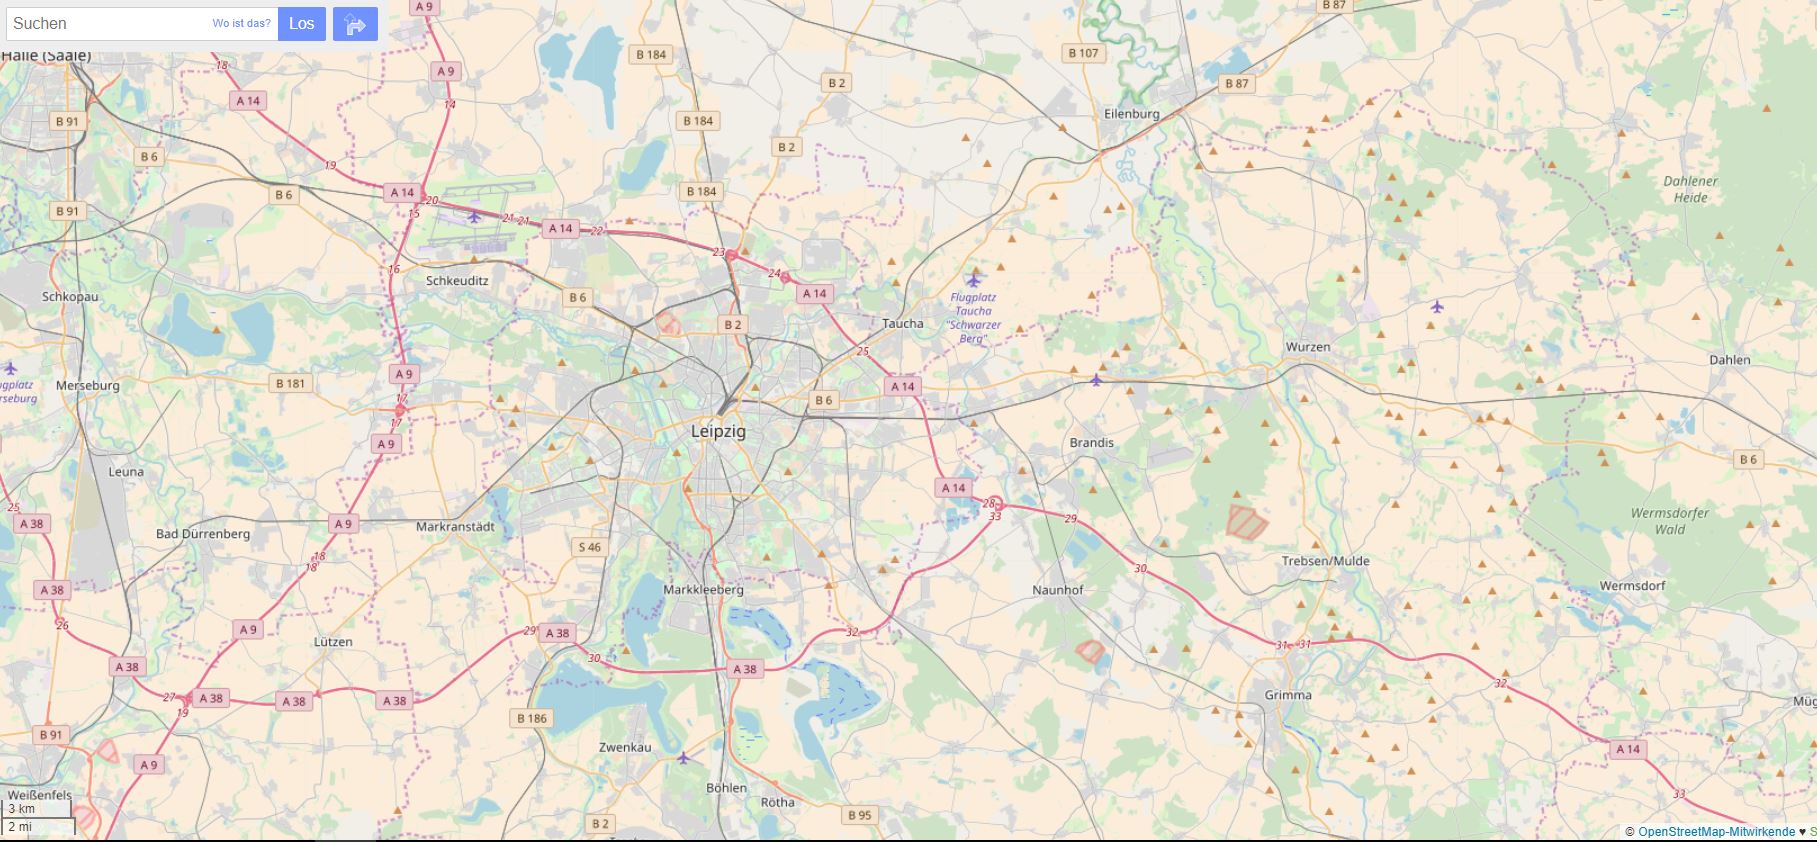 Suchen
Wo ist das?
Los
A 9
B 87
Halle (Saale)
B 184
B 107
18
A 9
B 2
B 87
A 14
14
Eilenburg
B 91
B 184
B 6
B 2
19
Dahlener
Heide
B 6
A 14
B 184
20
B 91
15
21
21
A 14
22
23
16
24
Schkeuditz
Schkopau
B 6
A 14
Flugplatz
Taucha
"Schwarzer
Berg"
B 2
Taucha
Wurzen
25
Dahlen
A 9
Merseburg
B 181
A 14
17
B 6
17
Leipzig
A 9
Brandis
B 6
Leuna
A 14
25
28
33
29
A 38
A 9
Markranstädt
Bad Dürrenberg
Wermsdorfer
Wald
S 46
18
18
Trebsen/Mulde
30
A 38
Markkleeberg
Naunhof
Wermsdorf
26
A 9
29
A 38
32
Lützen
31
31
30
A 38
A 38
32
27
A 38
A 38
A 38
Grimma
19
B 186
B 91
Zwenkau
A 14
A 9
Böhlen
Weißenfels
Rötha
33
3 km
B 2
B 95
2 mi
© OpenStreetMap-Mitwirkende ♥ S